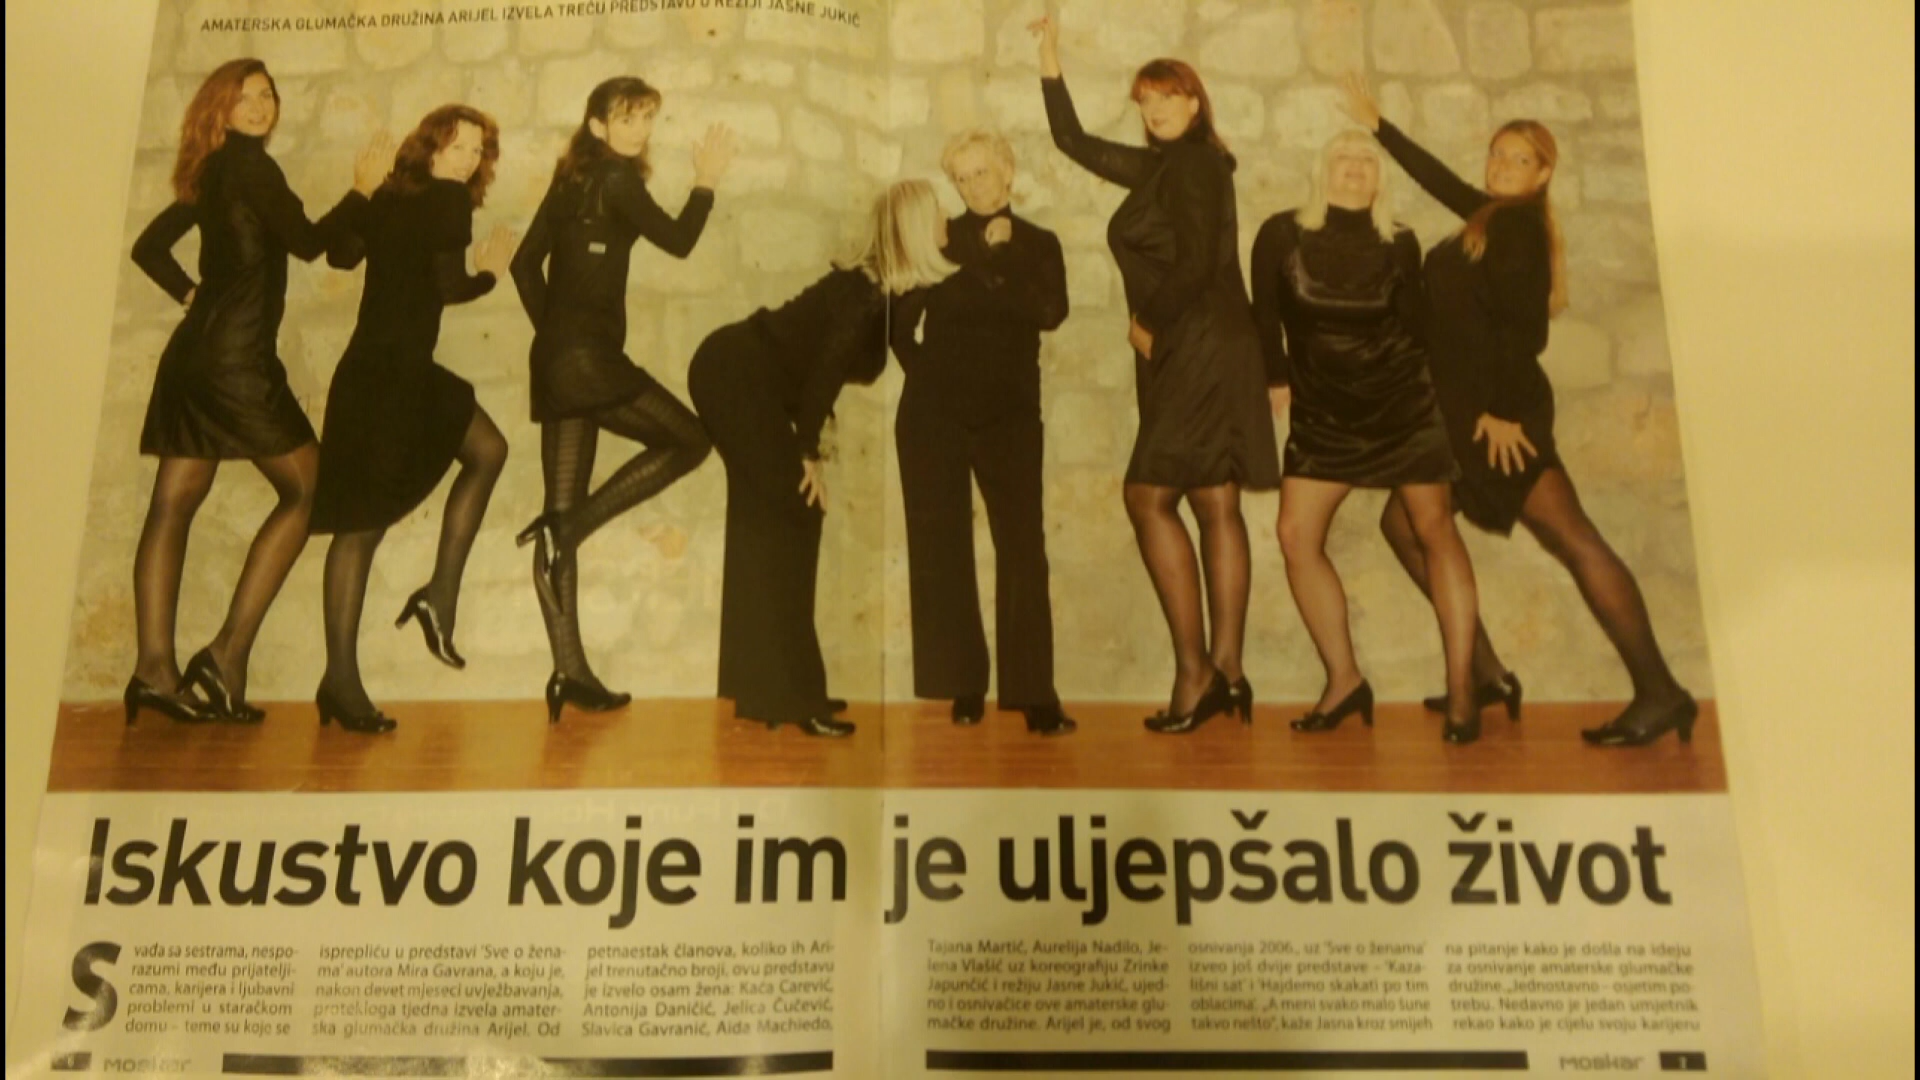 AMATERSKA GLUMAČKA DRUŽINA ARIJEL IZVELA TREĆU PREDSTAVU U REŽIJI JASNE JUKIĆ
Iskustvo koje im je uljepšalo život
Svađa sa sestrama, nespo-
razumi među prijatelji-
cama, karijera i ljubavni
problemi u staračkom
domu - teme su koje se
isprepliću u predstavi 'Sve o žena-
ma' autora Mira Gavrana, a koju je,
nakon devet mjeseci uvježbavanja,
protekloga tjedna izvela amater-
ska glumačka družina Arijel. Od
petnaestak članova, koliko ih Ari-
jel trenutačno broji, ovu predstavu
je izvelo osam žena: Kaća Carević,
Antonija Daničić, Jelica Čučević,
Slavica Gavranić, Aida Machiedo,
Tajana Martić, Aurelija Nadilo, Je-
lena Vlašić uz koreografiju Zrinke
Japunčić i režiju Jasne Jukić, ujed-
no i osnivačice ove amaterske glu-
mačke družine. Arijel je, od svog
osnivanja 2006., uz 'Sve o ženama'
izveo još dvije predstave - 'Kaza-
lišni sat' i 'Hajdemo skakati po tim
oblacima'. „A meni svako malo šune
takvo nešto", kaže Jasna kroz smijeh
na pitanje kako je došla na ideju
za osnivanje amaterske glumačke
družine. „Jednostavno - osjetim po-
trebu. Nedavno je jedan umjetnik
rekao kako je cijelu svoju karijeru
MOSKAR
MOSKAR 3